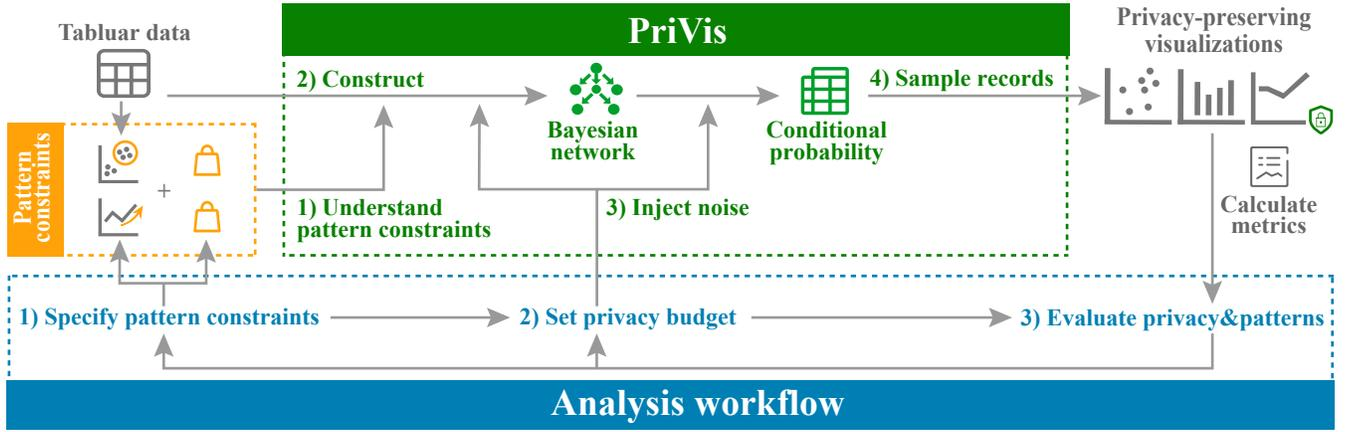 Tabluar data
PriVis
Privacy-preserving
visualizations
2) Construct
4) Sample records
Bayesian
network
Conditional
probability
Pattern
constraints
+
1) Understand
pattern constraints
3) Inject noise
Calculate
metrics
1) Specify pattern constraints
2) Set privacy budget
3) Evaluate privacy&patterns
Analysis workflow